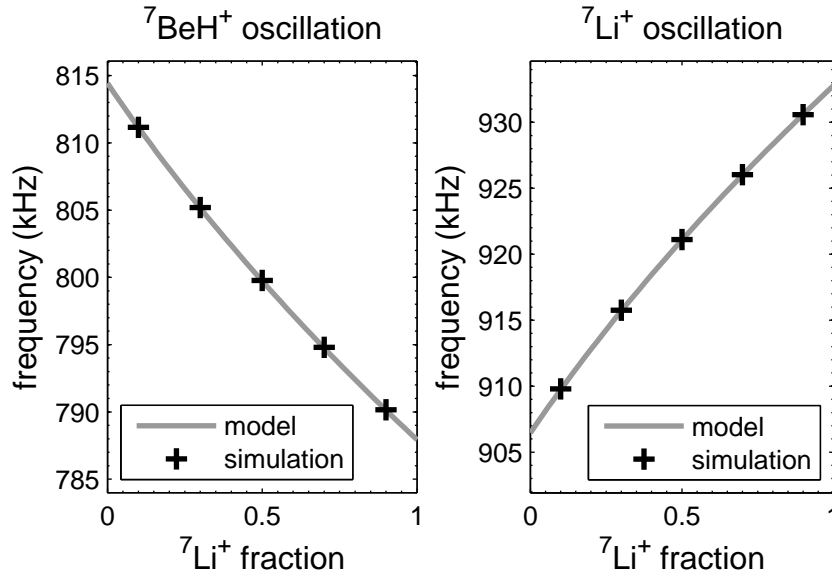 ⁷BeH⁺ oscillation
815
810
805
800
795
790
785
frequency (kHz)
model
simulation
0 0.5 1
⁷Li⁺ fraction
⁷Li⁺ oscillation
930
925
920
915
910
905
frequency (kHz)
model
simulation
0 0.5 1
⁷Li⁺ fraction